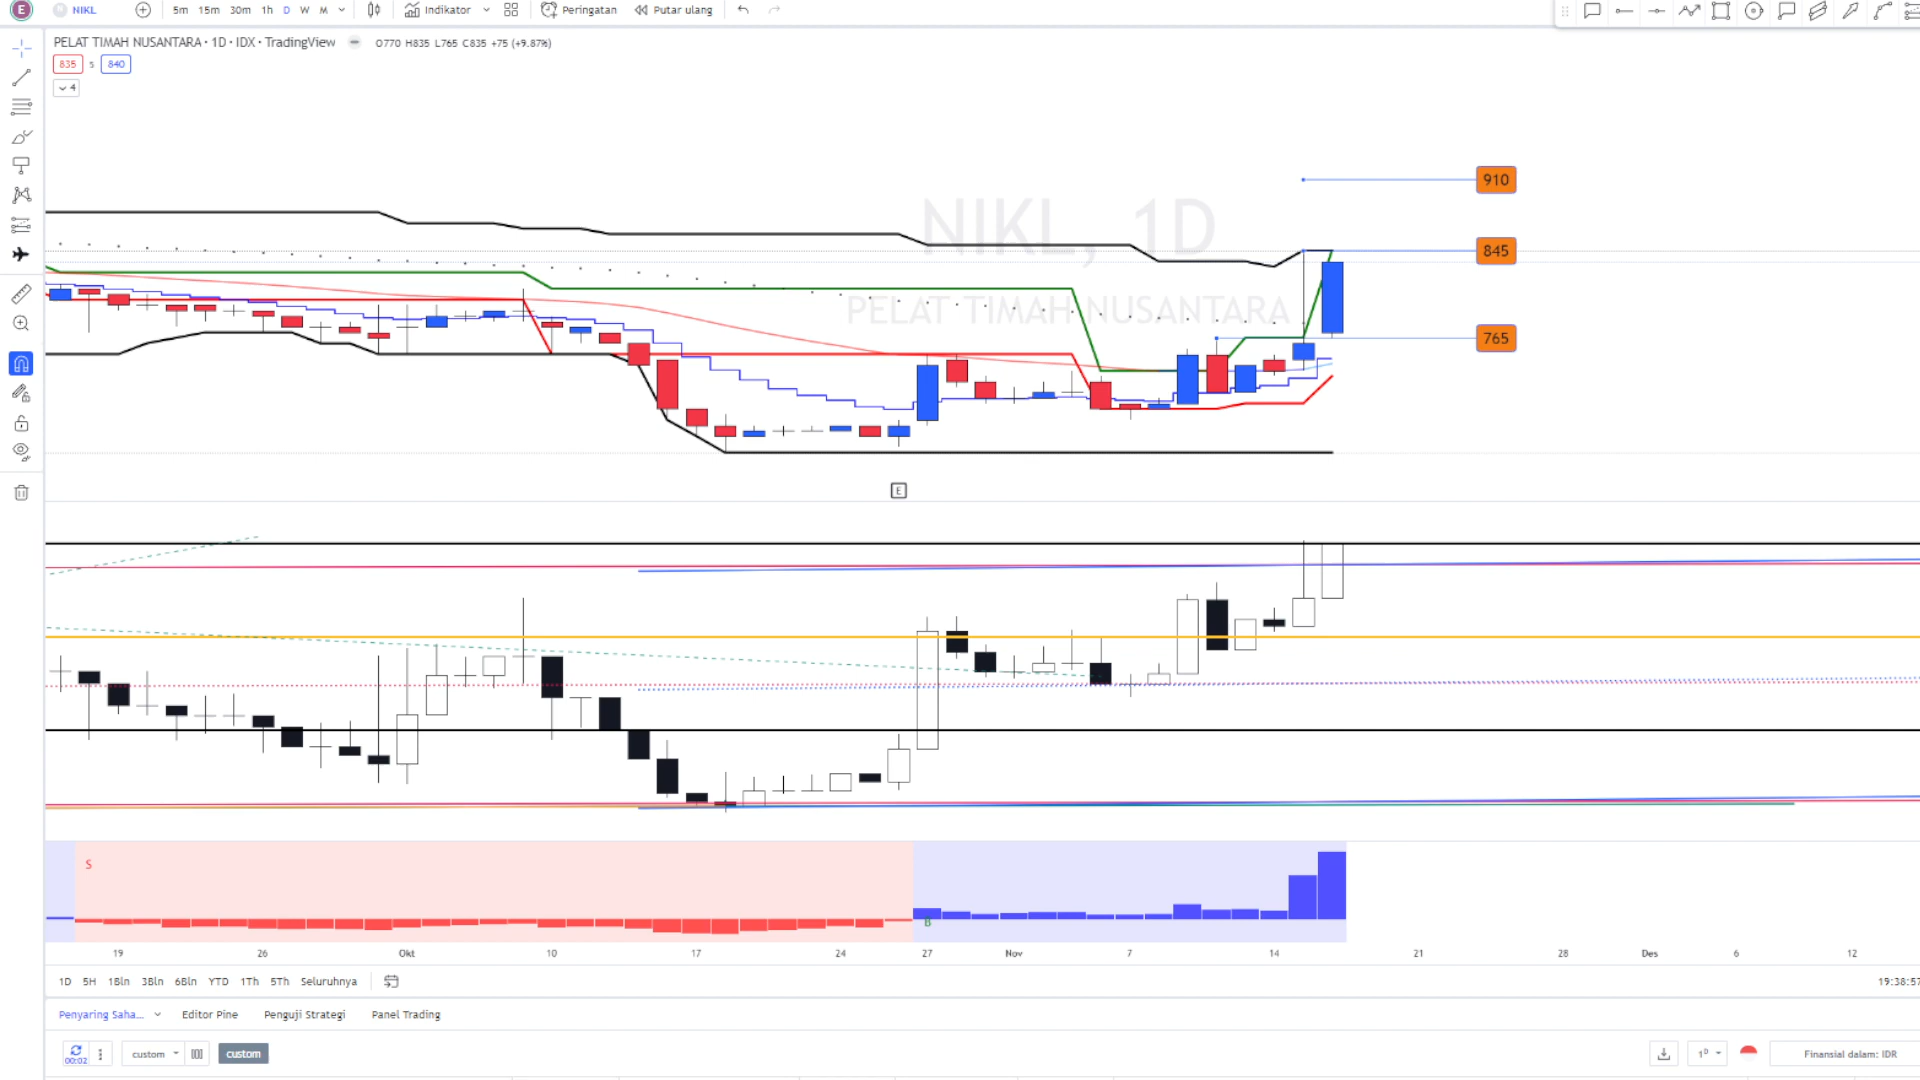 E NIKL 5m 15m 30m 1h D W M Indikator Peringatan Putar ulang
PELAT TIMAH NUSANTARA · 1D · IDX · TradingView O770 H835 L765 C835 +75 (+9.87%)
835 5 840
4
NIKL, 1D
PELAT TIMAH NUSANTARA
910
845
765
E
S
B
19 26 Okt 10 17 24 27 Nov 7 14 21 28 Des 6 12
1D 5H 1Bln 3Bln 6Bln YTD 1Th 5Th Seluruhnya
19:38:57
Penyaring Saha... Editor Pine Penguji Strategi Panel Trading
00:02 custom custom 1D Finansial dalam: IDR